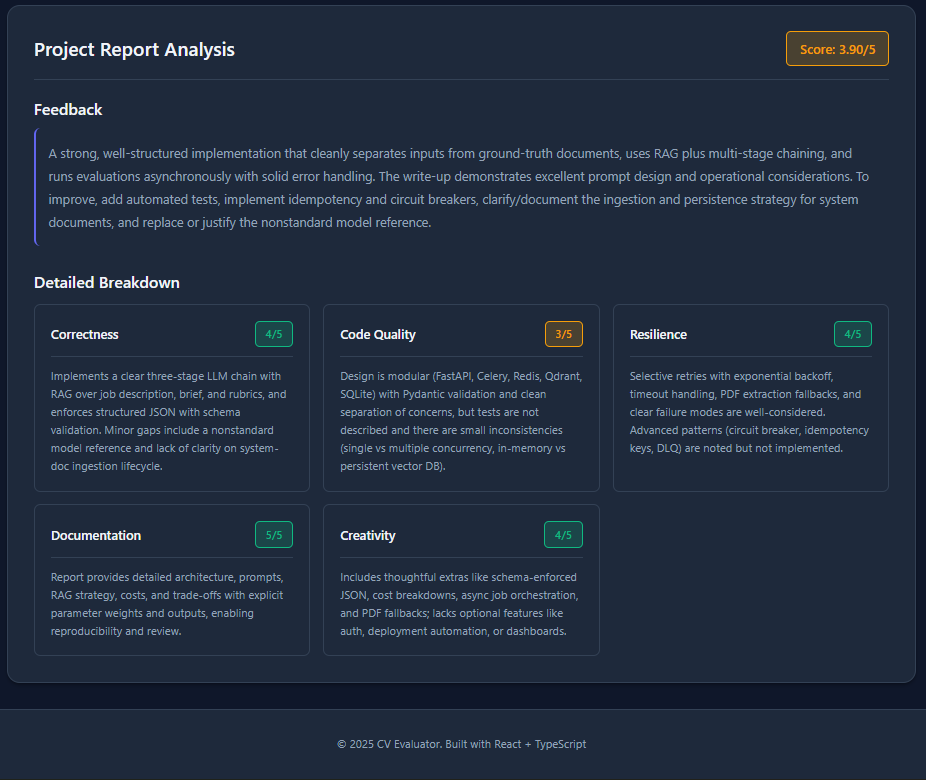 Project Report Analysis
Score: 3.90/5
Feedback
A strong, well-structured implementation that cleanly separates inputs from ground-truth documents, uses RAG plus multi-stage chaining, and
runs evaluations asynchronously with solid error handling. The write-up demonstrates excellent prompt design and operational considerations. To
improve, add automated tests, implement idempotency and circuit breakers, clarify/document the ingestion and persistence strategy for system
documents, and replace or justify the nonstandard model reference.
Detailed Breakdown
Correctness
4/5
Implements a clear three-stage LLM chain with
RAG over job description, brief, and rubrics, and
enforces structured JSON with schema
validation. Minor gaps include a nonstandard
model reference and lack of clarity on system-
doc ingestion lifecycle.
Code Quality
3/5
Design is modular (FastAPI, Celery, Redis, Qdrant,
SQLite) with Pydantic validation and clean
separation of concerns, but tests are not
described and there are small inconsistencies
(single vs multiple concurrency, in-memory vs
persistent vector DB).
Resilience
4/5
Selective retries with exponential backoff,
timeout handling, PDF extraction fallbacks, and
clear failure modes are well-considered.
Advanced patterns (circuit breaker, idempotency
keys, DLQ) are noted but not implemented.
Documentation
5/5
Report provides detailed architecture, prompts,
RAG strategy, costs, and trade-offs with explicit
parameter weights and outputs, enabling
reproducibility and review.
Creativity
4/5
Includes thoughtful extras like schema-enforced
JSON, cost breakdowns, async job orchestration,
and PDF fallbacks; lacks optional features like
auth, deployment automation, or dashboards.
© 2025 CV Evaluator. Built with React + TypeScript